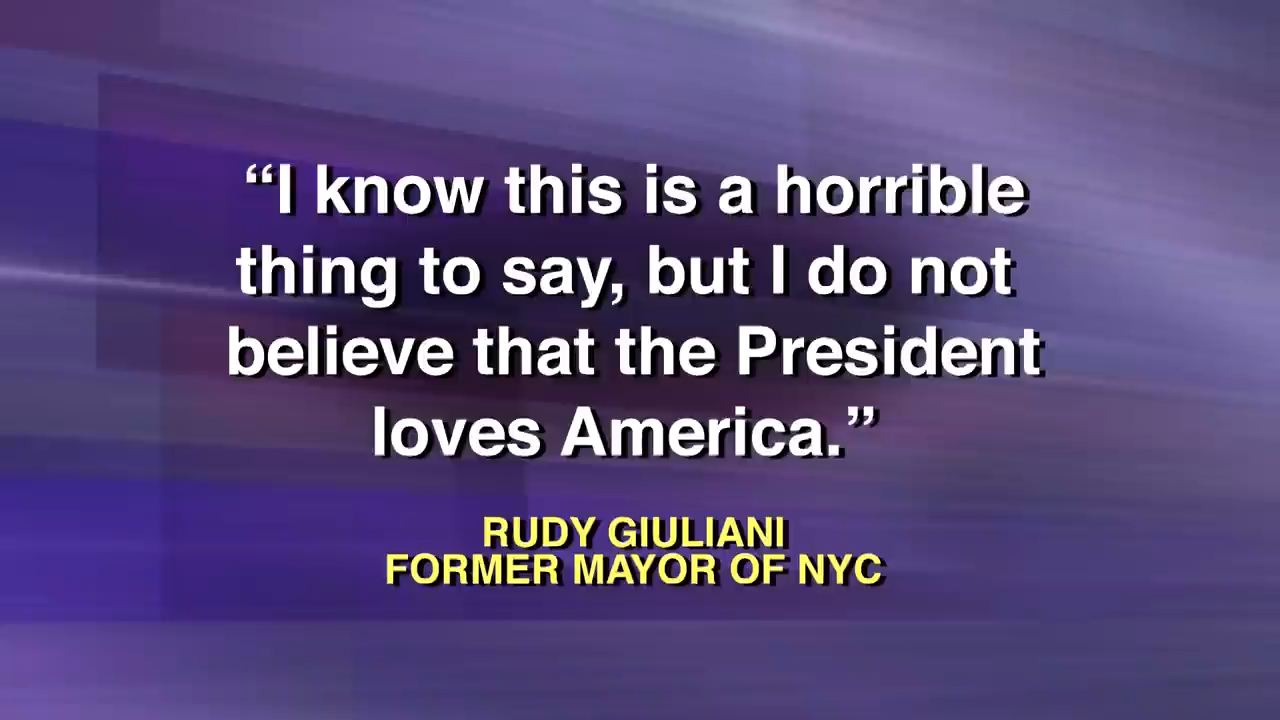 “I know this is a horrible
thing to say, but I do not
believe that the President
loves America.”
RUDY GIULIANI
FORMER MAYOR OF NYC